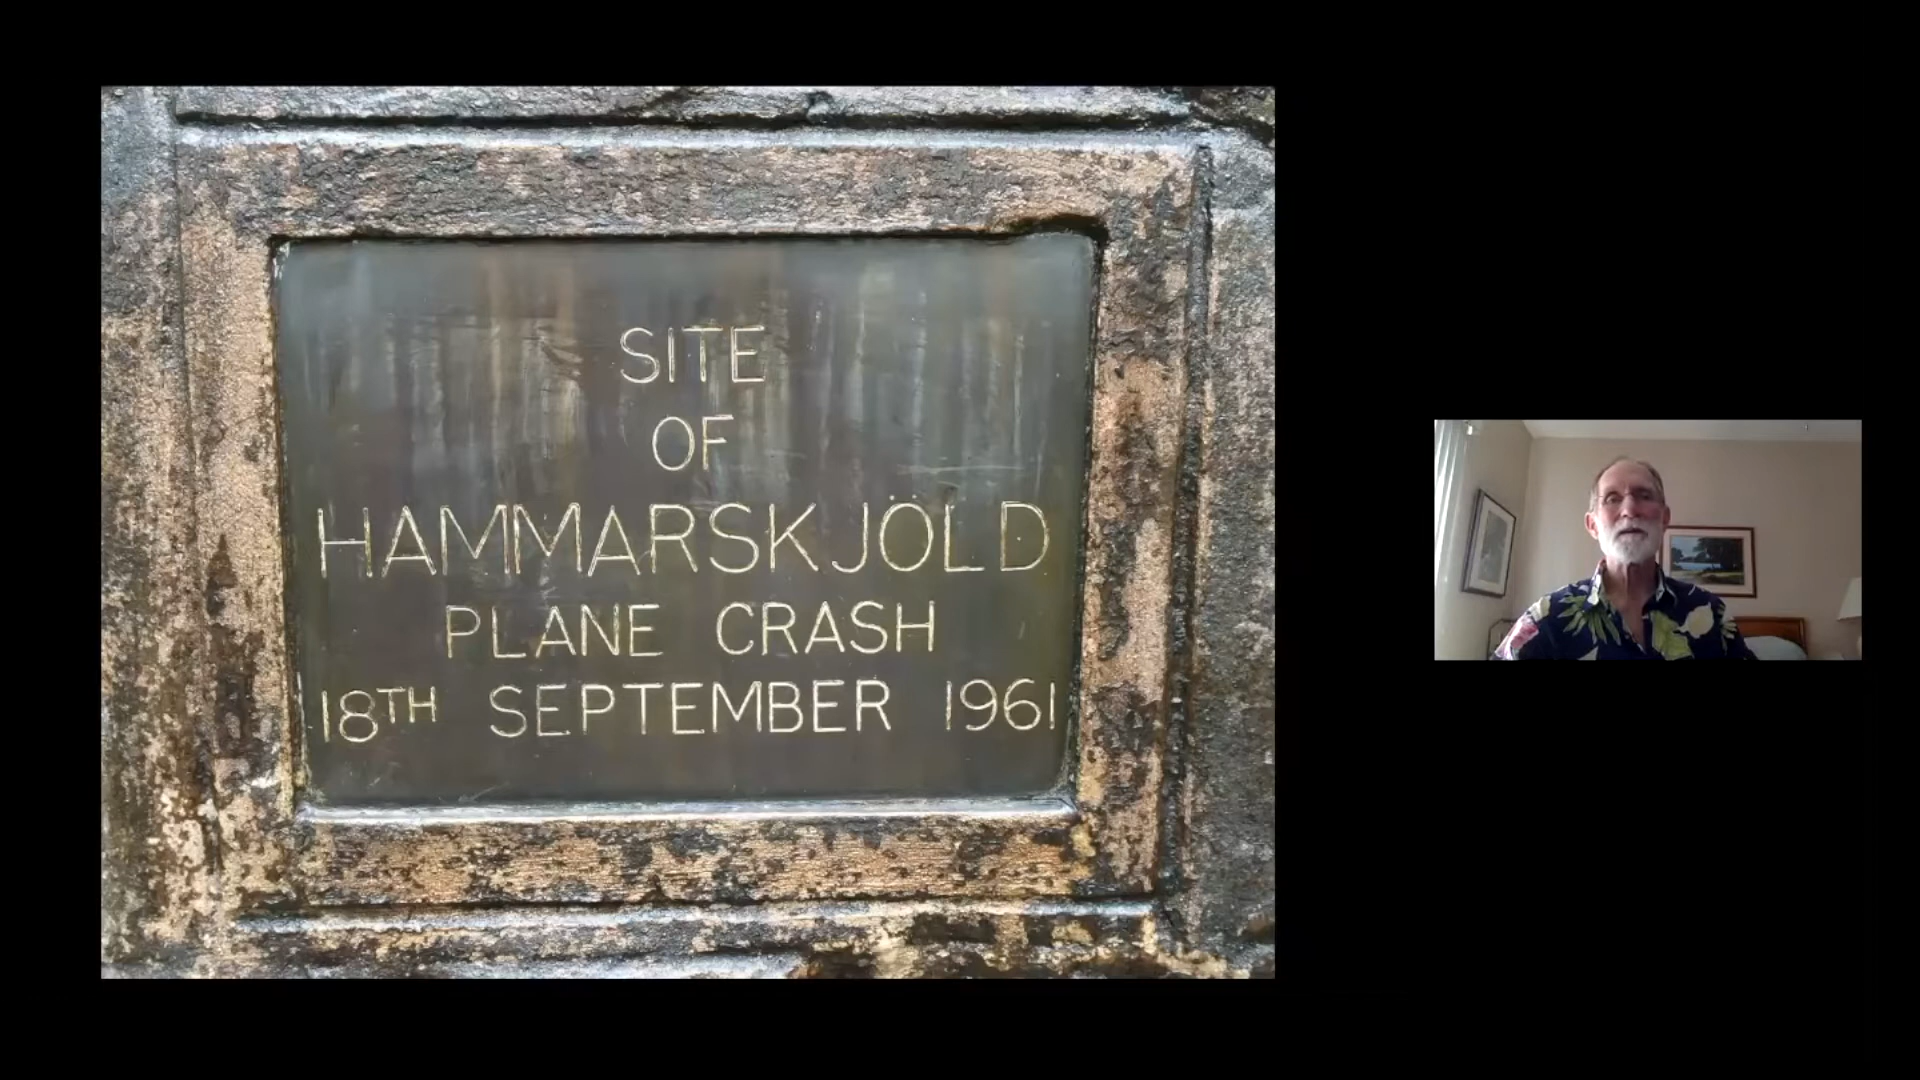 SITE
OF
HAMMARSKJÖLD
PLANE CRASH
18TH SEPTEMBER 1961